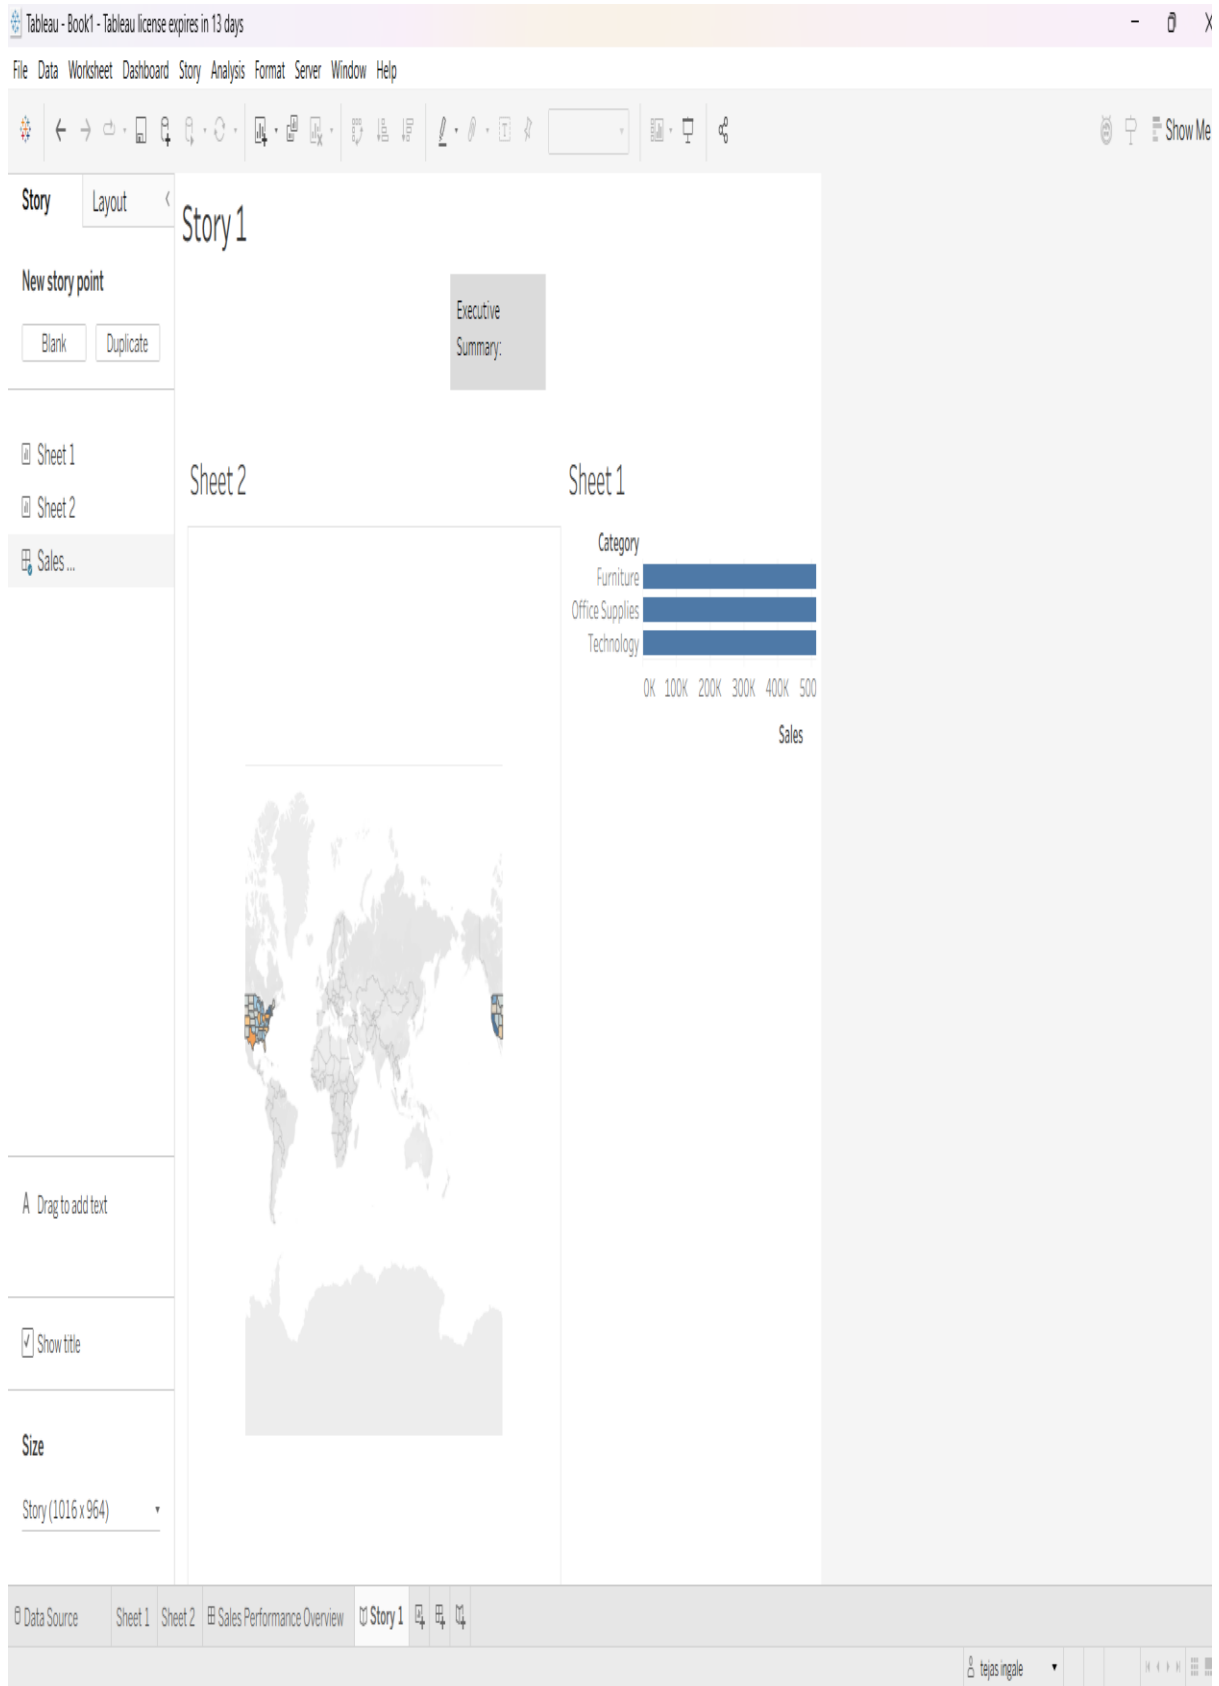 Tableau - Book1 - Tableau license expires in 13 days
File Data Worksheet Dashboard Story Analysis Format Server Window Help
Show Me
Story Layout
Story 1
New story point
Blank Duplicate
Executive
Summary:
Sheet 1
Sheet 2
Sales ...
Sheet 2
Sheet 1
Category
Furniture
Office Supplies
Technology
0K 100K 200K 300K 400K 500
Sales
A Drag to add text
Show title
Size
Story (1016 x 964)
Data Source Sheet 1 Sheet 2 Sales Performance Overview Story 1
tejas ingale